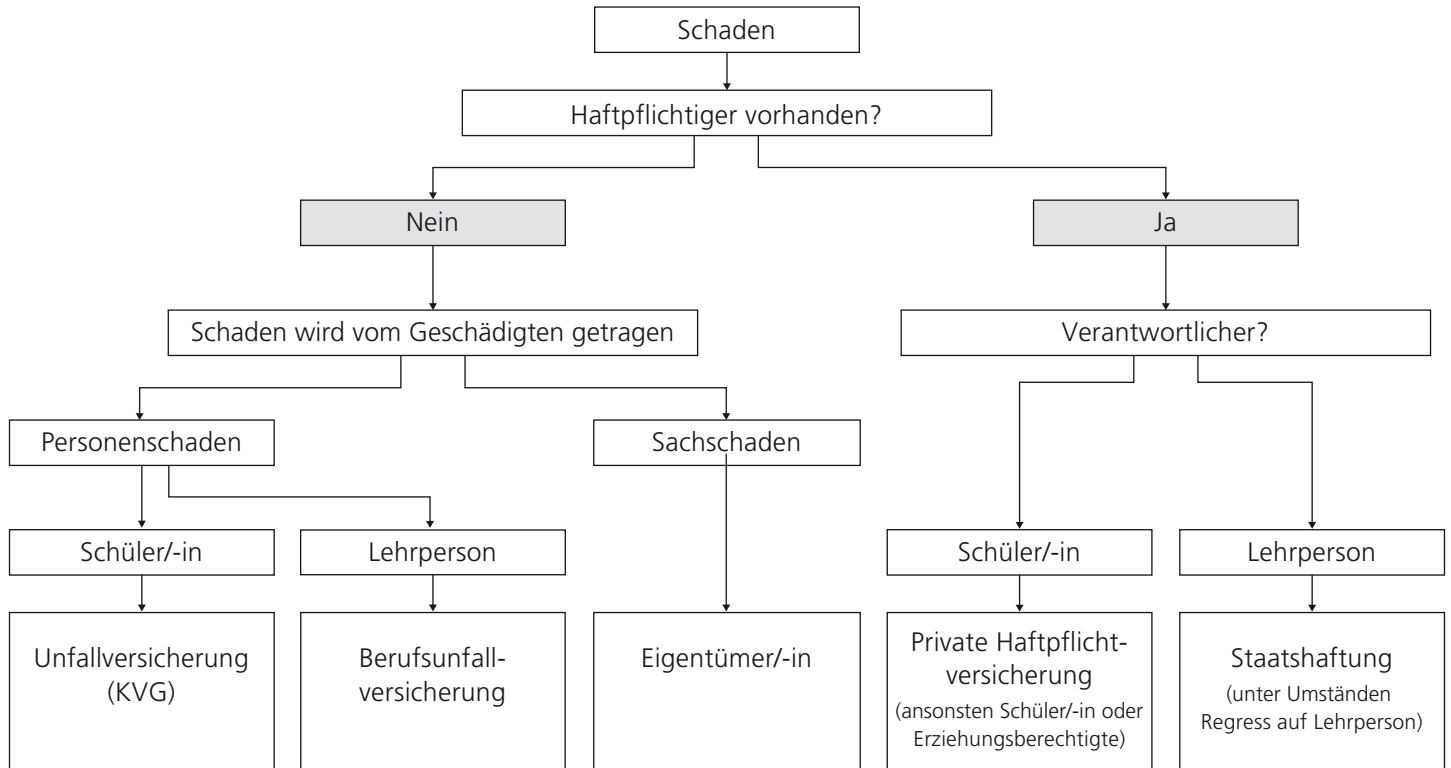 Schaden
Haftpflichtiger vorhanden?
Nein
Ja
Schaden wird vom Geschädigten getragen
Verantwortlicher?
Personenschaden
Sachschaden
Schüler/-in
Lehrperson
Schüler/-in
Lehrperson
Unfallversicherung
(KVG)
Berufsunfall-
versicherung
Eigentümer/-in
Private Haftpflicht-
versicherung
(ansonsten Schüler/-in oder
Erziehungsberechtigte)
Staatshaftung
(unter Umständen
Regress auf Lehrperson)